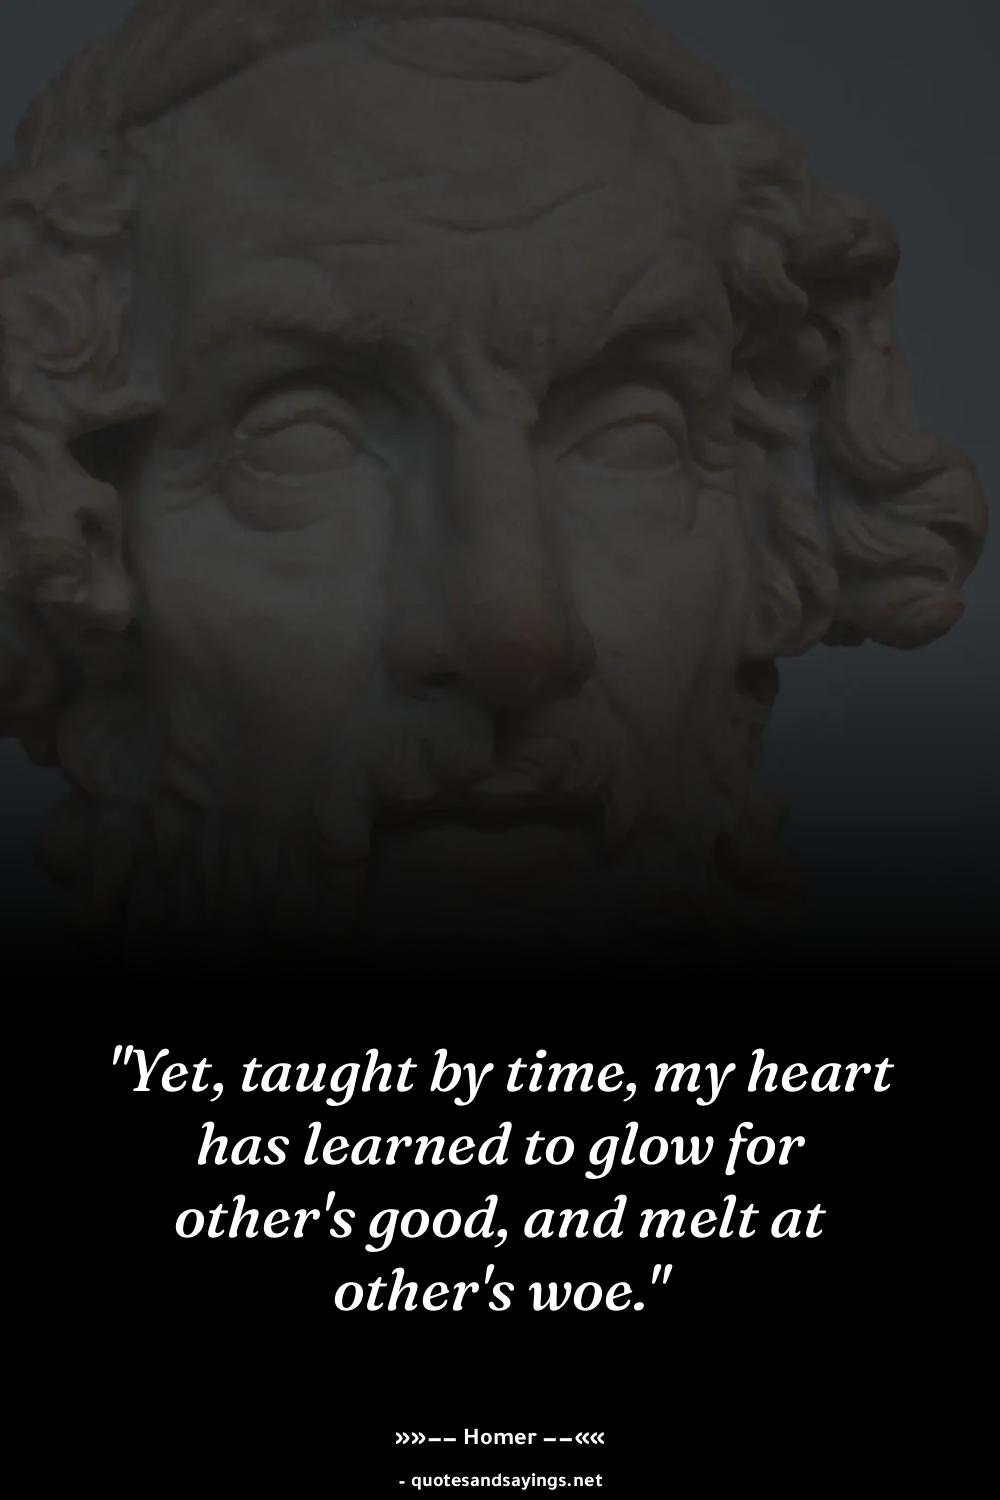 "Yet, taught by time, my heart
has learned to glow for
other's good, and melt at
other's woe."
»»–– Homer ––««
- quotesandsayings.net